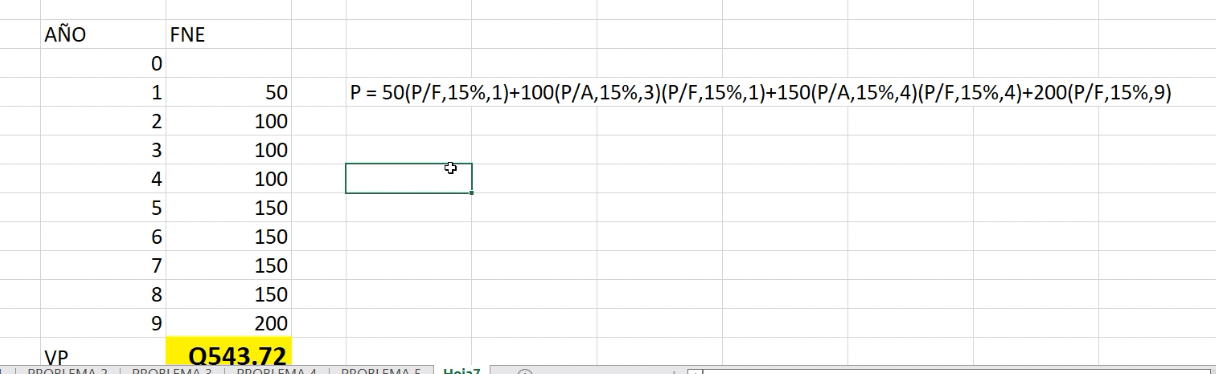 AÑO FNE
0
1 50 P = 50(P/F,15%,1)+100(P/A,15%,3)(P/F,15%,1)+150(P/A,15%,4)(P/F,15%,4)+200(P/F,15%,9)
2 100
3 100
4 100
5 150
6 150
7 150
8 150
9 200
VP Q543.72
PROBLEMA 2 PROBLEMA 3 PROBLEMA 4 PROBLEMA 5 Hoja7